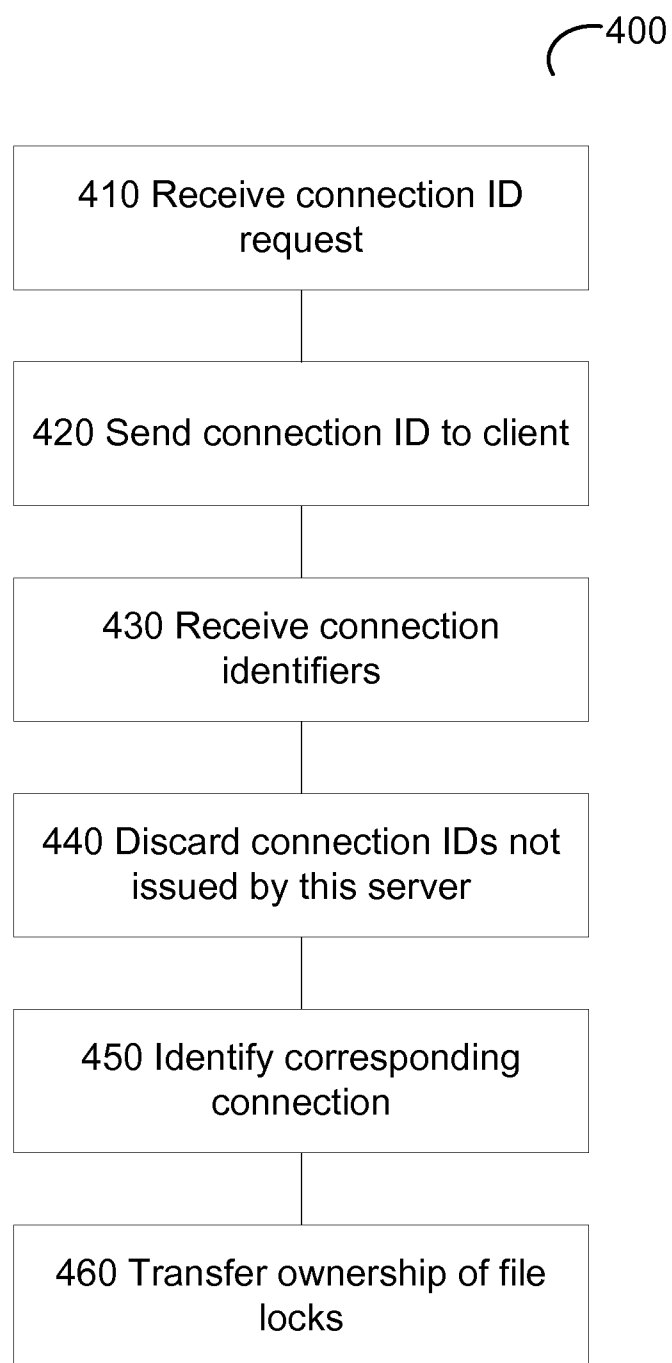 400
410 Receive connection ID
request
420 Send connection ID to client
430 Receive connection
identifiers
440 Discard connection IDs not
issued by this server
450 Identify corresponding
connection
460 Transfer ownership of file
locks